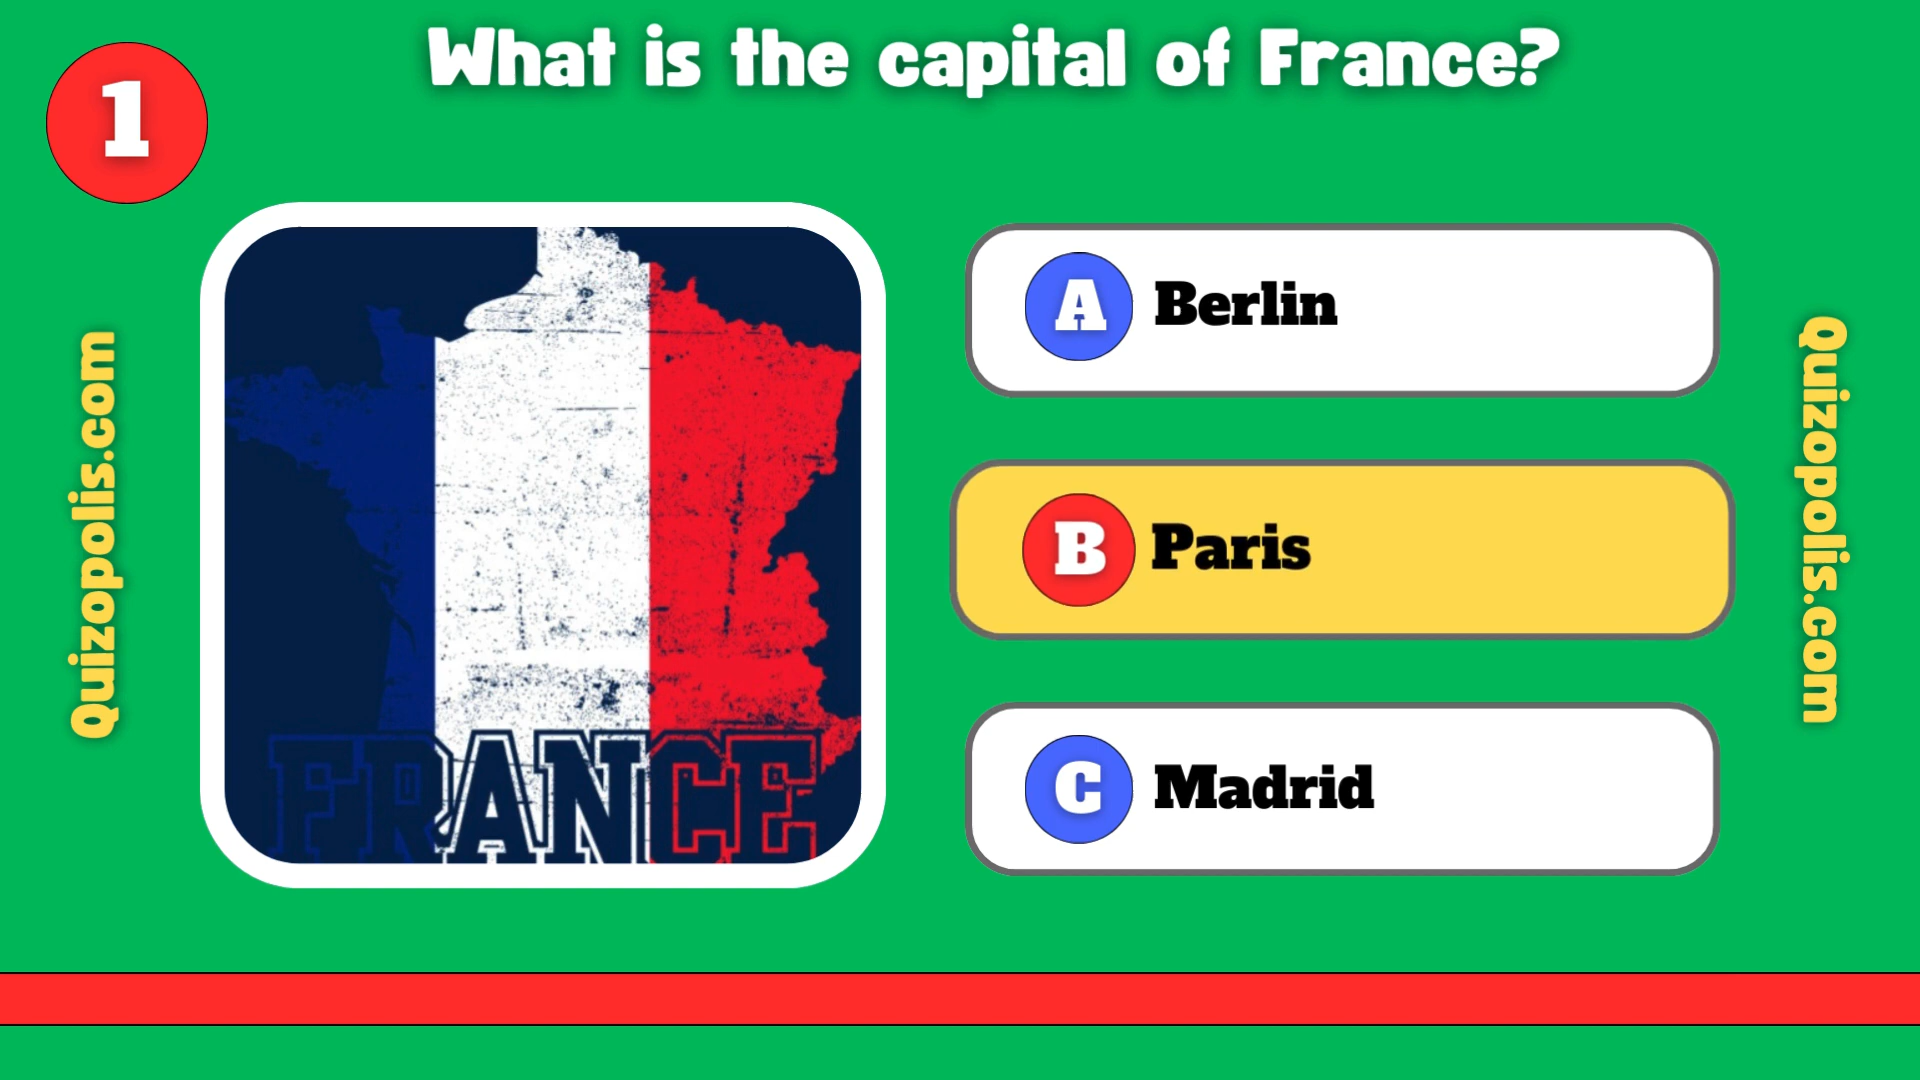 What is the capital of France?
1
Quizopolis.com
FRANCE
A Berlin
B Paris
C Madrid
Quizopolis.com